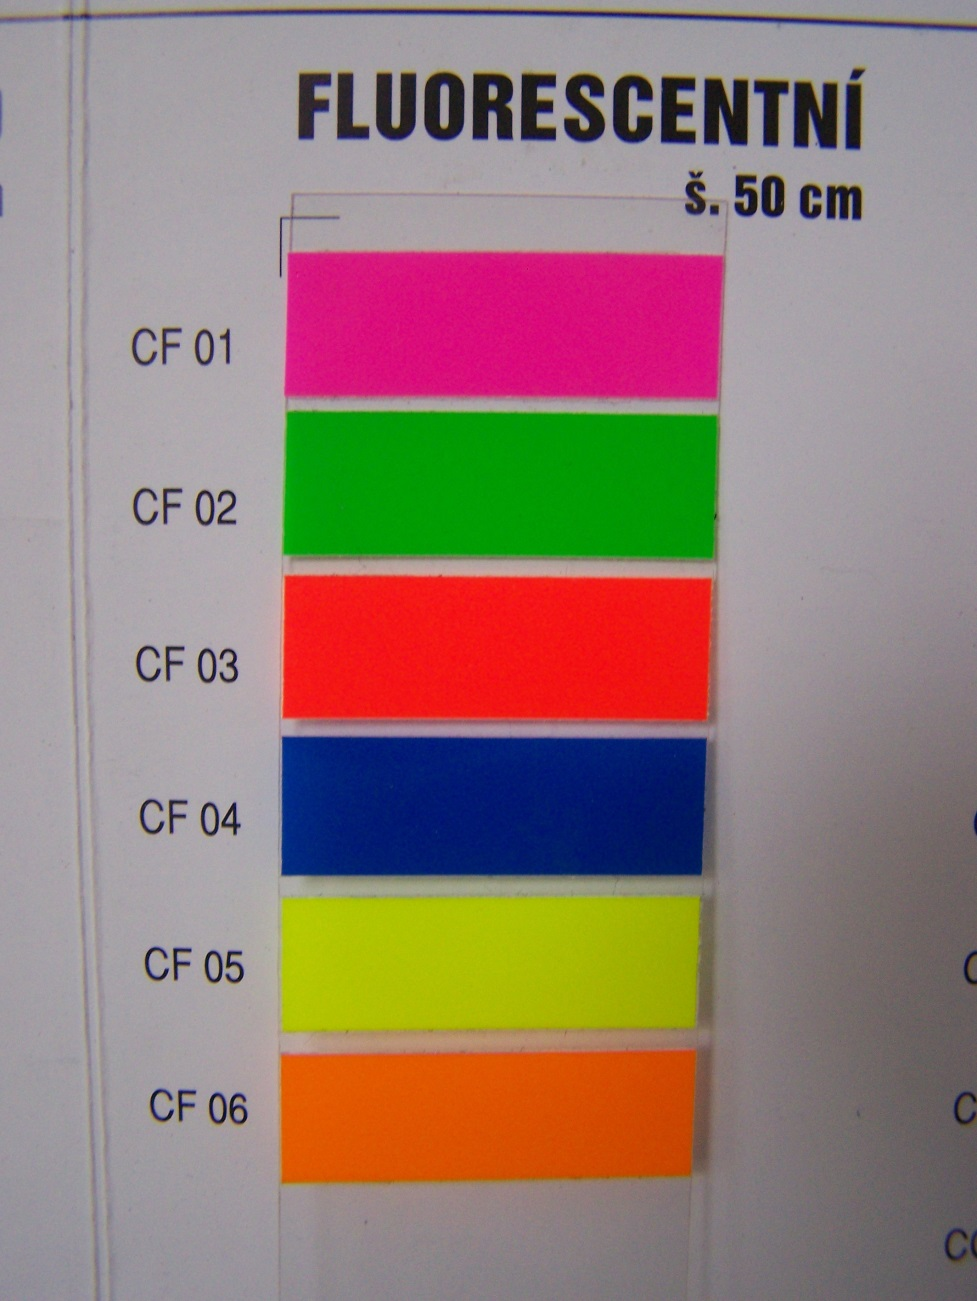 FLUORESCENTNÍ
š. 50 cm
CF 01
CF 02
CF 03
CF 04
CF 05
CF 06